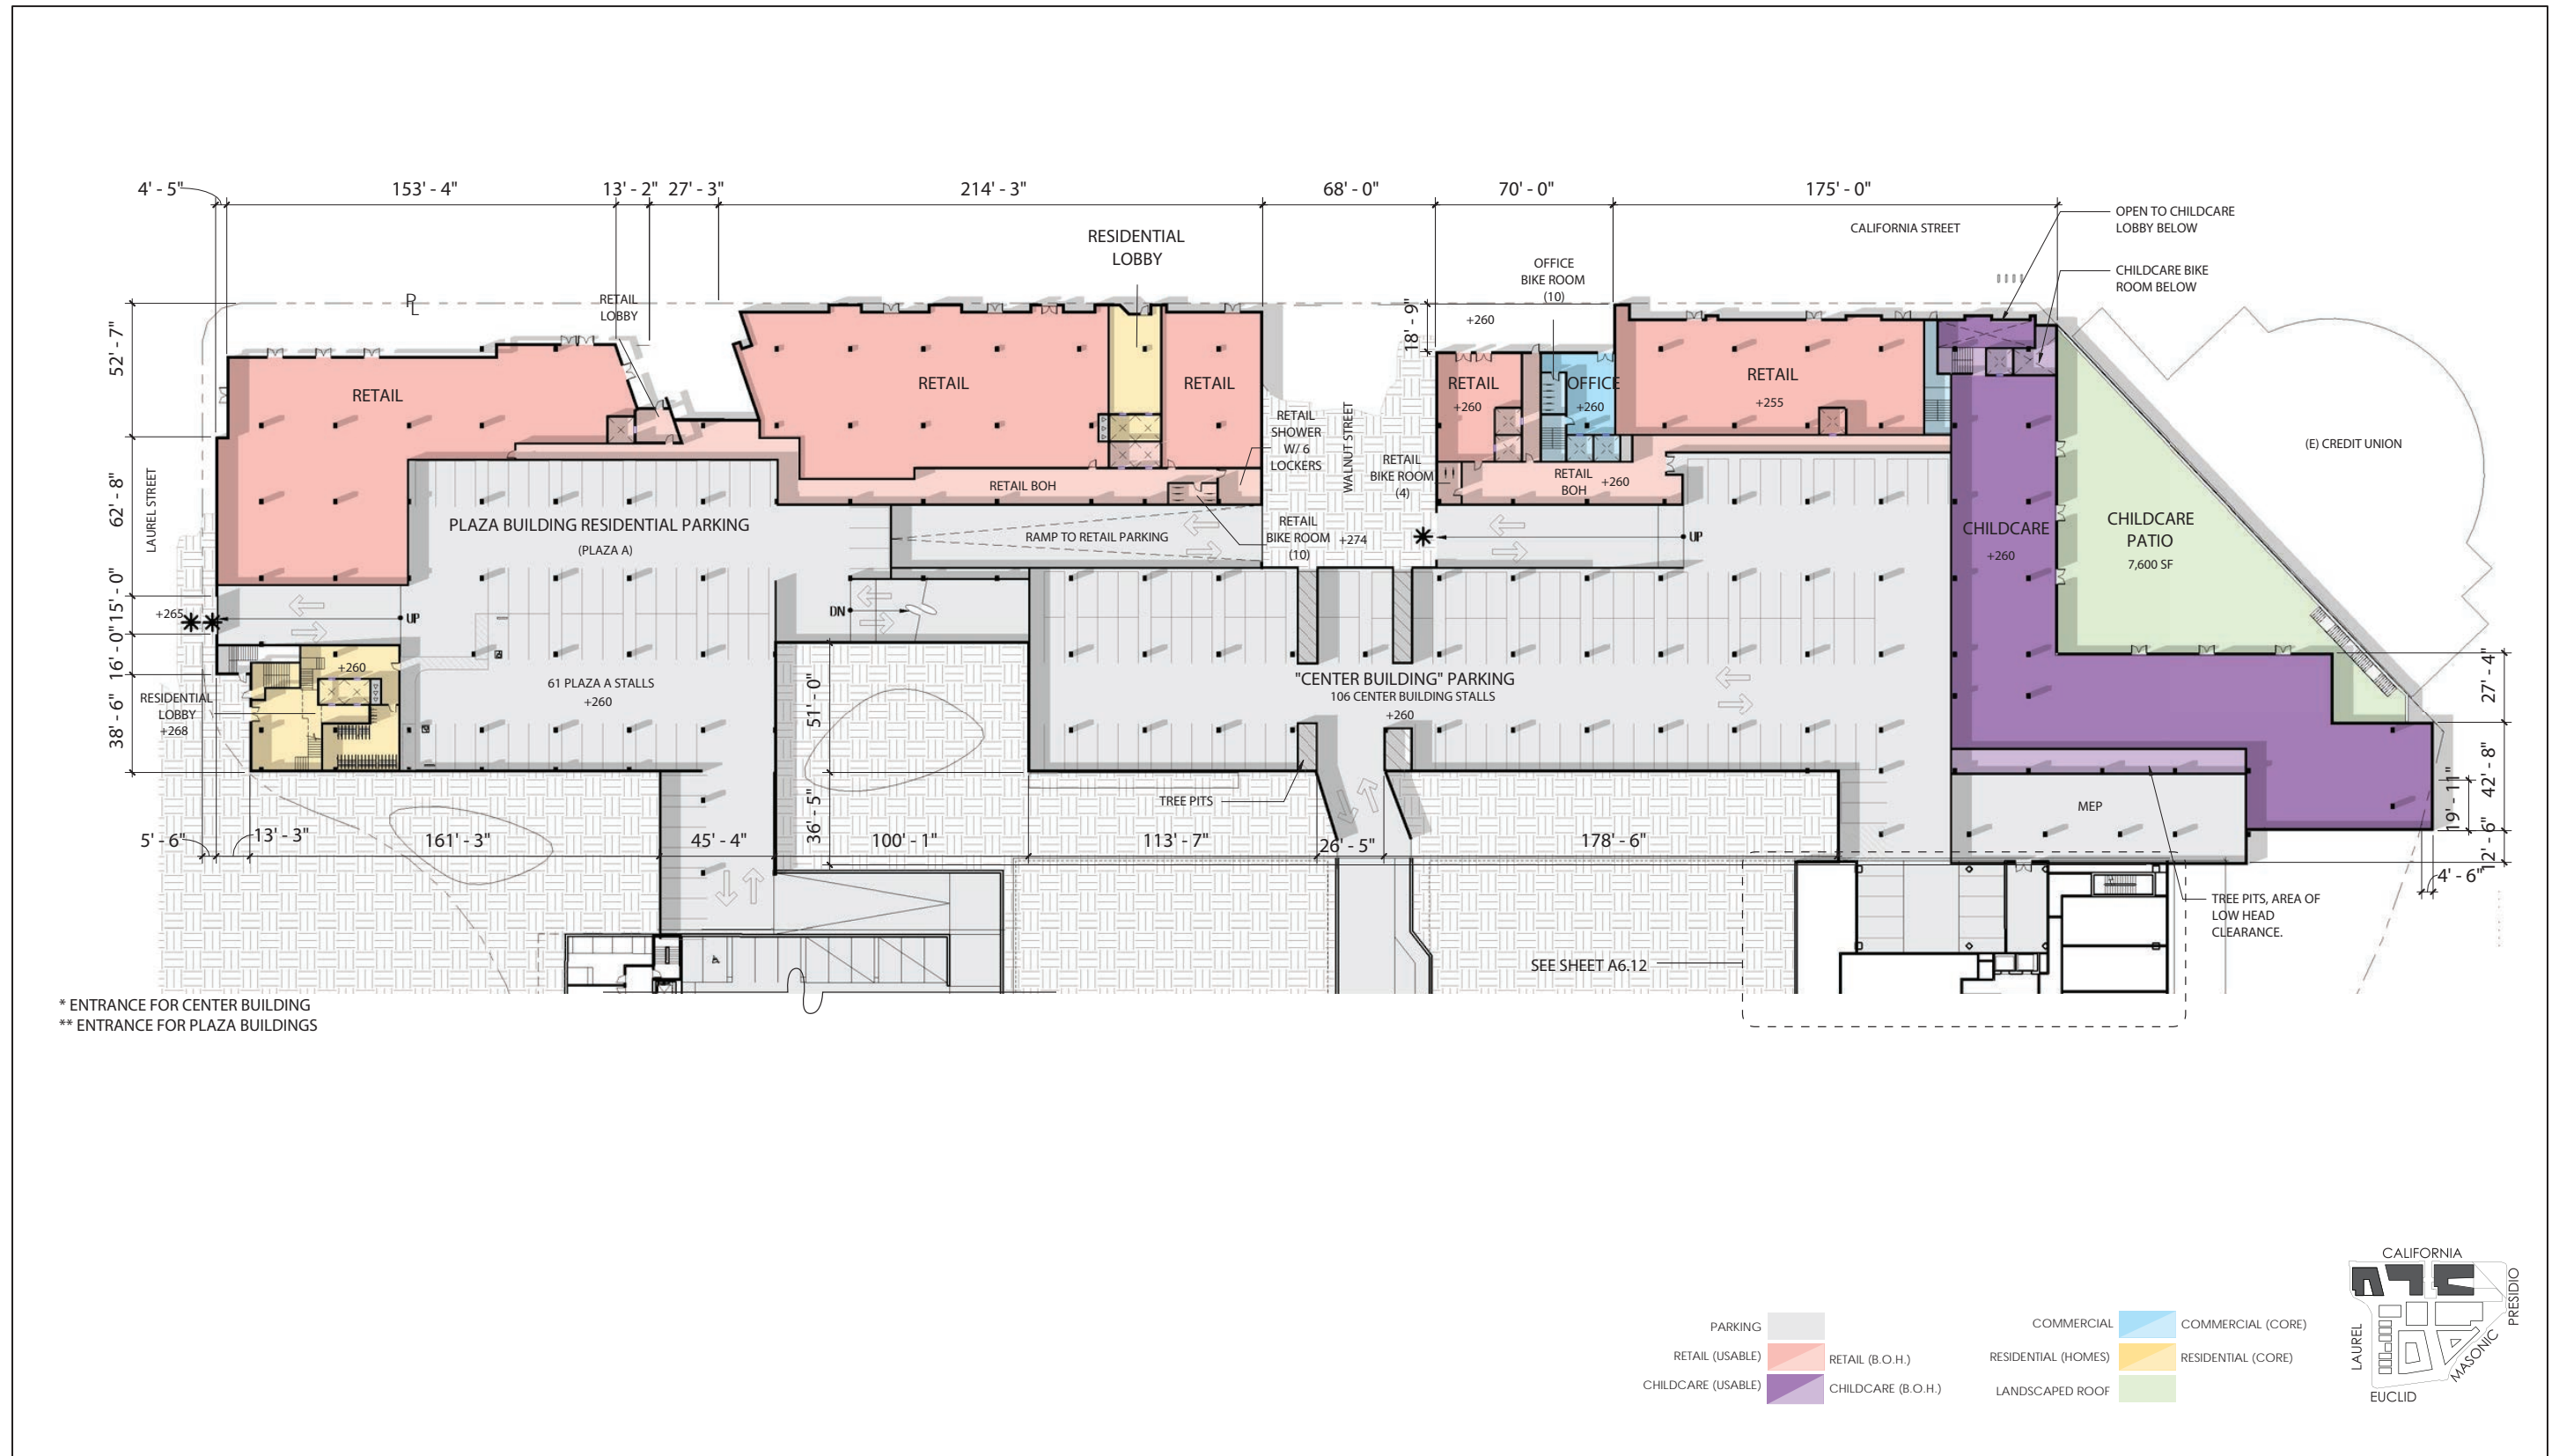 4' - 5"
153' - 4"
13' - 2"
27' - 3"
214' - 3"
68' - 0"
70' - 0"
175' - 0"
OPEN TO CHILDCARE
LOBBY BELOW
CALIFORNIA STREET
RESIDENTIAL
LOBBY
OFFICE
BIKE ROOM
(10)
CHILDCARE BIKE
ROOM BELOW
PL
RETAIL
LOBBY
52' - 7"
18' - 9"
+260
RETAIL
RETAIL
RETAIL
RETAIL
+260
OFFICE
+260
RETAIL
+255
RETAIL
SHOWER
W/ 6
LOCKERS
WALNUT STREET
RETAIL
BIKE ROOM
(4)
(E) CREDIT UNION
LAUREL STREET
62' - 8"
RETAIL BOH
RETAIL
BOH
+260
PLAZA BUILDING RESIDENTIAL PARKING
(PLAZA A)
RAMP TO RETAIL PARKING
RETAIL
BIKE ROOM
(10)
+274
UP
CHILDCARE
+260
CHILDCARE
PATIO
7,600 SF
15' - 0"
+265
UP
DN
16' - 0"
+260
61 PLAZA A STALLS
+260
51' - 0"
"CENTER BUILDING" PARKING
106 CENTER BUILDING STALLS
+260
27' - 4"
RESIDENTIAL
LOBBY
+268
38' - 6"
TREE PITS
36' - 5"
MEP
19' - 11"
42' - 8"
5' - 6"
13' - 3"
161' - 3"
45' - 4"
100' - 1"
113' - 7"
26' - 5"
178' - 6"
12' - 6"
4' - 6"
TREE PITS, AREA OF
LOW HEAD
CLEARANCE.
SEE SHEET A6.12
* ENTRANCE FOR CENTER BUILDING
** ENTRANCE FOR PLAZA BUILDINGS
PARKING
RETAIL (USABLE)
RETAIL (B.O.H.)
CHILDCARE (USABLE)
CHILDCARE (B.O.H.)
COMMERCIAL
COMMERCIAL (CORE)
RESIDENTIAL (HOMES)
RESIDENTIAL (CORE)
LANDSCAPED ROOF
CALIFORNIA
PRESIDIO
LAUREL
MASONIC
EUCLID